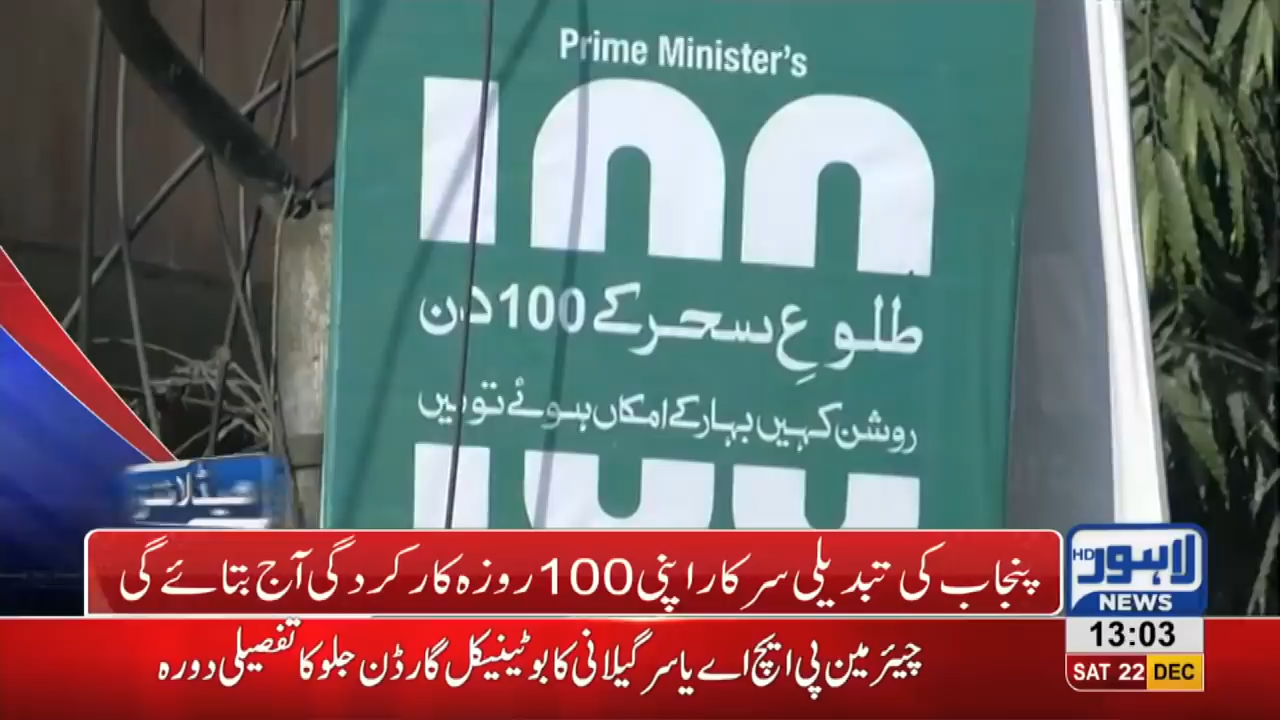 Prime Minister's
100
طلوعِ سحر کے 100 دن
روشن کہیں بہار کے امکاں ہوئے تو ہیں
100
ہیڈلائن
پنجاب کی تبدیلی سرکار اپنی 100 روزہ کارکردگی آج بتائے گی
HD لاہور
NEWS
13:03
SAT 22 DEC
چیئرمین پی ایچ اے یاسر گیلانی کا بوٹینیکل گارڈن جلو کا تفصیلی دورہ